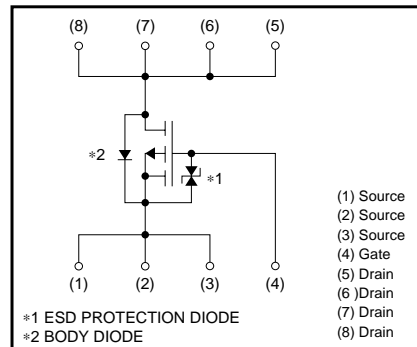 (8) (7) (6) (5)
∗2
∗1
(1) (2) (3) (4)
∗1 ESD PROTECTION DIODE
∗2 BODY DIODE
(1) Source
(2) Source
(3) Source
(4) Gate
(5) Drain
(6 )Drain
(7) Drain
(8) Drain